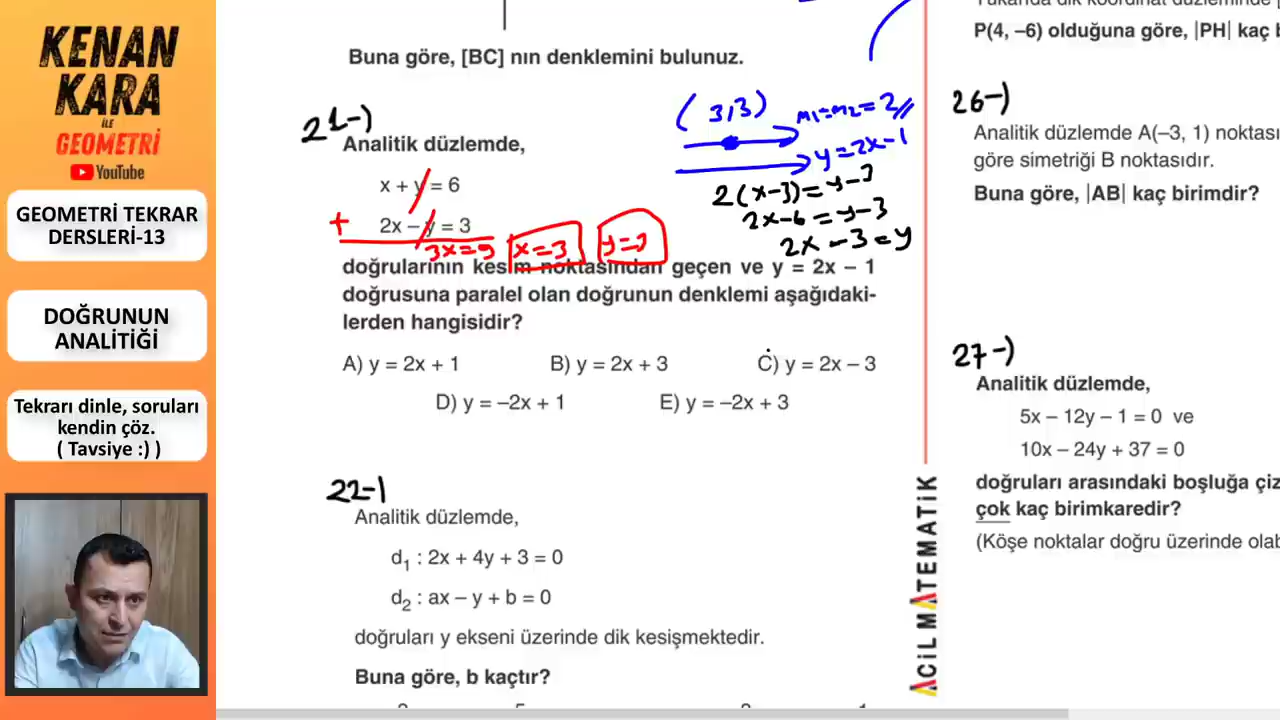 KENAN
KARA
İLE
GEOMETRİ
YouTube
GEOMETRİ TEKRAR
DERSLERİ-13
DOĞRUNUN
ANALİTİĞİ
Tekrarı dinle, soruları
kendin çöz.
( Tavsiye :) )
Buna göre, [BC] nın denklemini bulunuz.
21-)
Analitik düzlemde,
x + y = 6
+ 2x – y = 3
3x=9 x=3 y=3
doğrularının kesim noktasından geçen ve y = 2x – 1
doğrusuna paralel olan doğrunun denklemi aşağıdaki-
lerden hangisidir?
A) y = 2x + 1 B) y = 2x + 3 C) y = 2x – 3
D) y = –2x + 1 E) y = –2x + 3
(3,3) m1=m2=2//
y=2x-1
2(x-3)=y-3
2x-6=y-3
2x-3=y
22-)
Analitik düzlemde,
d1 : 2x + 4y + 3 = 0
d2 : ax – y + b = 0
doğruları y ekseni üzerinde dik kesişmektedir.
Buna göre, b kaçtır?
ACİL MATEMATİK
P(4, –6) olduğuna göre, |PH| kaç b
26-)
Analitik düzlemde A(–3, 1) noktası
göre simetriği B noktasıdır.
Buna göre, |AB| kaç birimdir?
27-)
Analitik düzlemde,
5x – 12y – 1 = 0 ve
10x – 24y + 37 = 0
doğruları arasındaki boşluğa çiz
çok kaç birimkaredir?
(Köşe noktalar doğru üzerinde olab